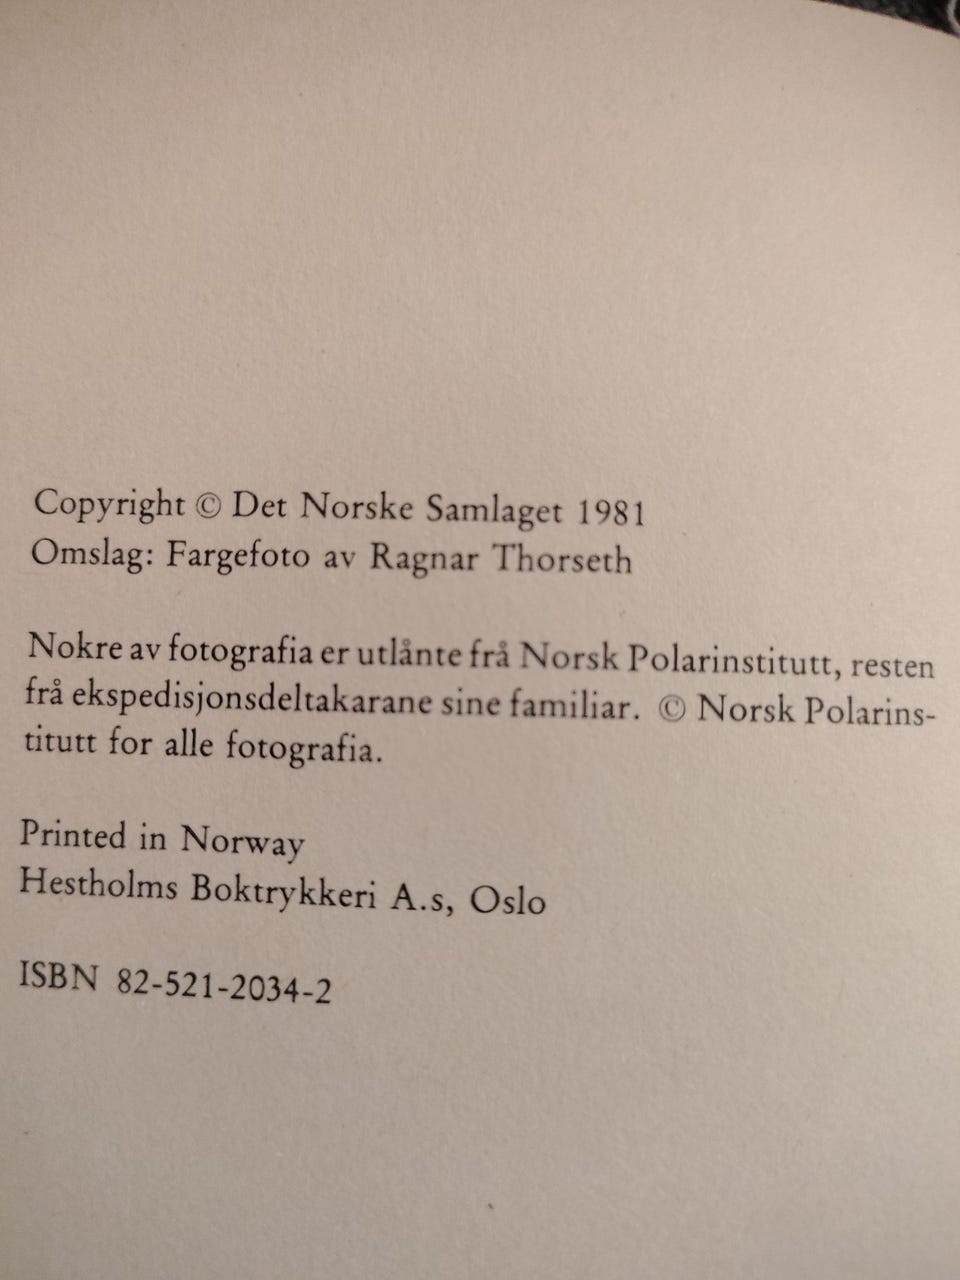 Copyright © Det Norske Samlaget 1981
Omslag: Fargefoto av Ragnar Thorseth
Nokre av fotografia er utlånte frå Norsk Polarinstitutt, resten
frå ekspedisjonsdeltakarane sine familiar. © Norsk Polarins-
titutt for alle fotografia.
Printed in Norway
Hestholms Boktrykkeri A.s, Oslo
ISBN 82-521-2034-2